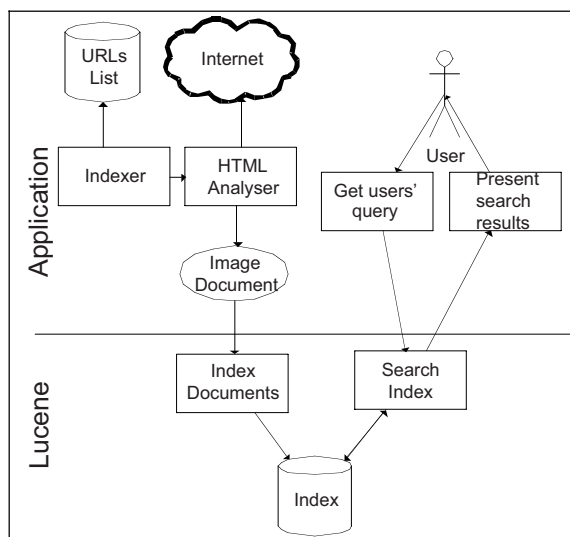 URLs
List
Internet
Application
Indexer
HTML
Analyser
User
Get users'
query
Present
search
results
Image
Document
Lucene
Index
Documents
Search
Index
Index